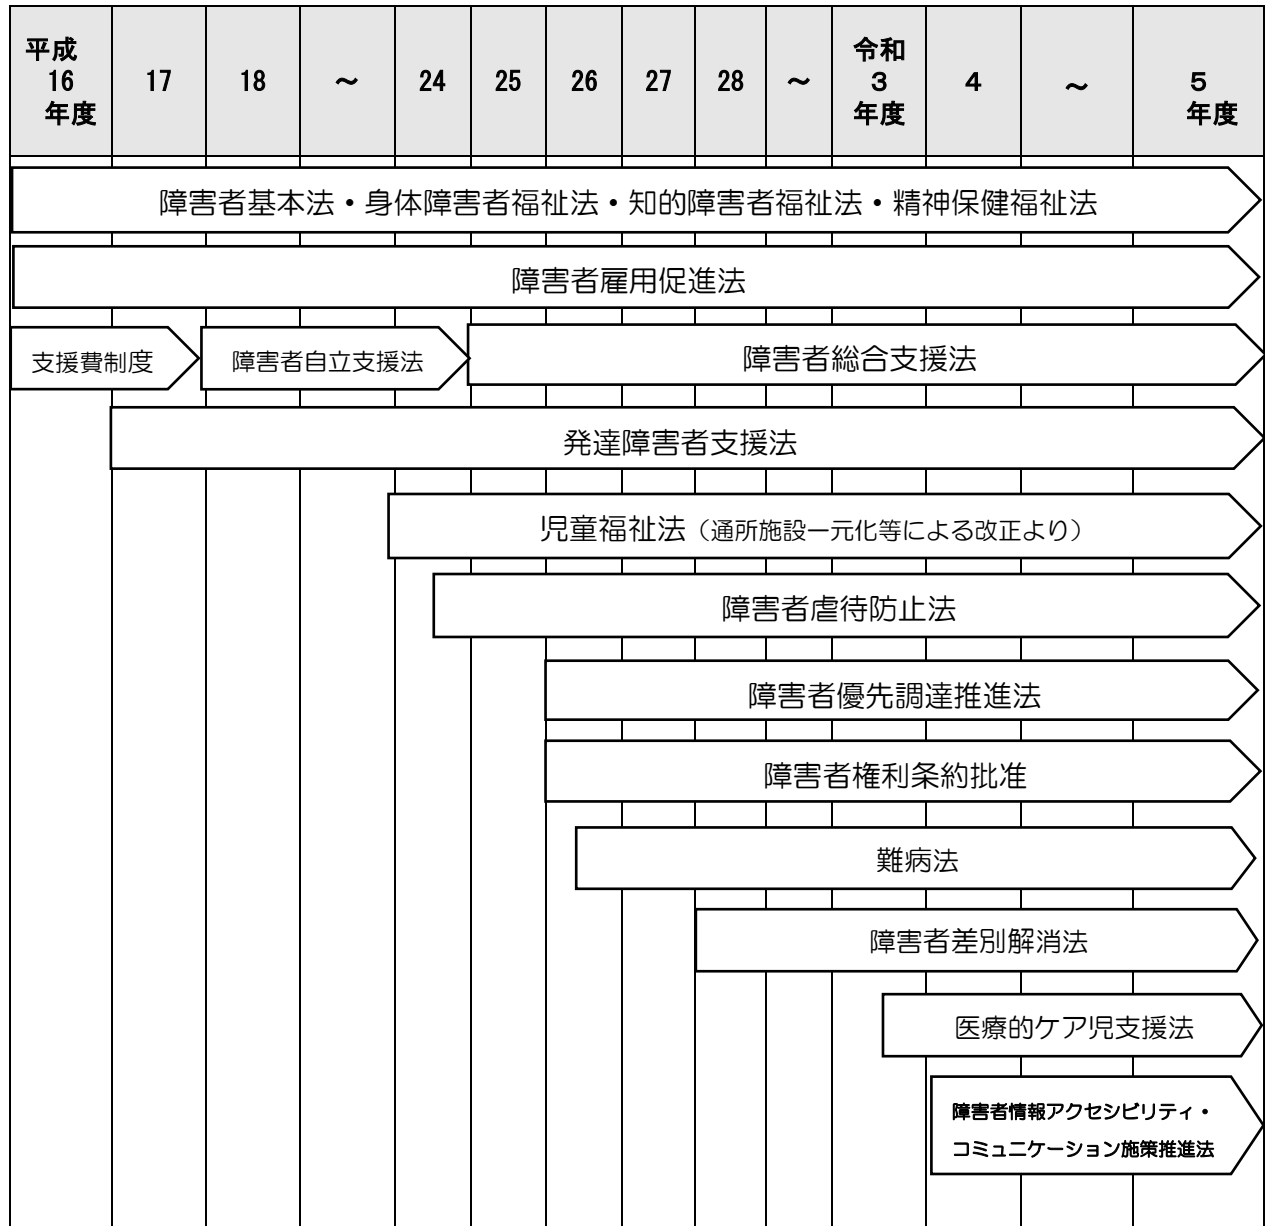 平成
16
年度
17
18
～
24
25
26
27
28
～
令和
3
年度
4
～
5
年度
障害者基本法・身体障害者福祉法・知的障害者福祉法・精神保健福祉法
障害者雇用促進法
支援費制度
障害者自立支援法
障害者総合支援法
発達障害者支援法
児童福祉法（通所施設一元化等による改正より）
障害者虐待防止法
障害者優先調達推進法
障害者権利条約批准
難病法
障害者差別解消法
医療的ケア児支援法
障害者情報アクセシビリティ・
コミュニケーション施策推進法